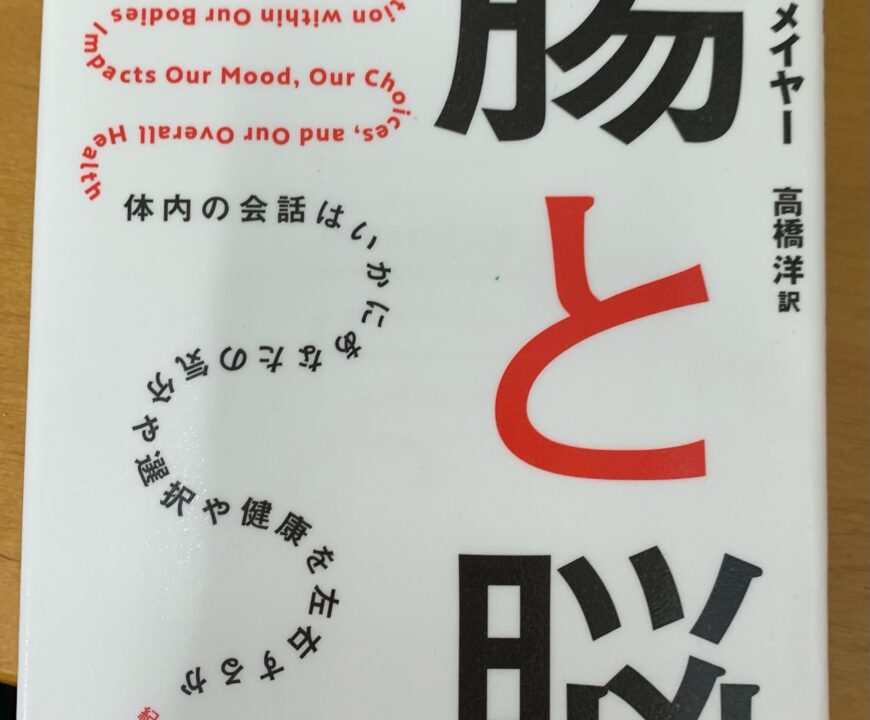 腸と脳
メイヤー
高橋洋 訳
tion within Our Bodies
Impacts Our Mood, Our Choices, and Our Overall Health
体内の会話はいかにあなたの気分や選択や健康を左右するか
紀